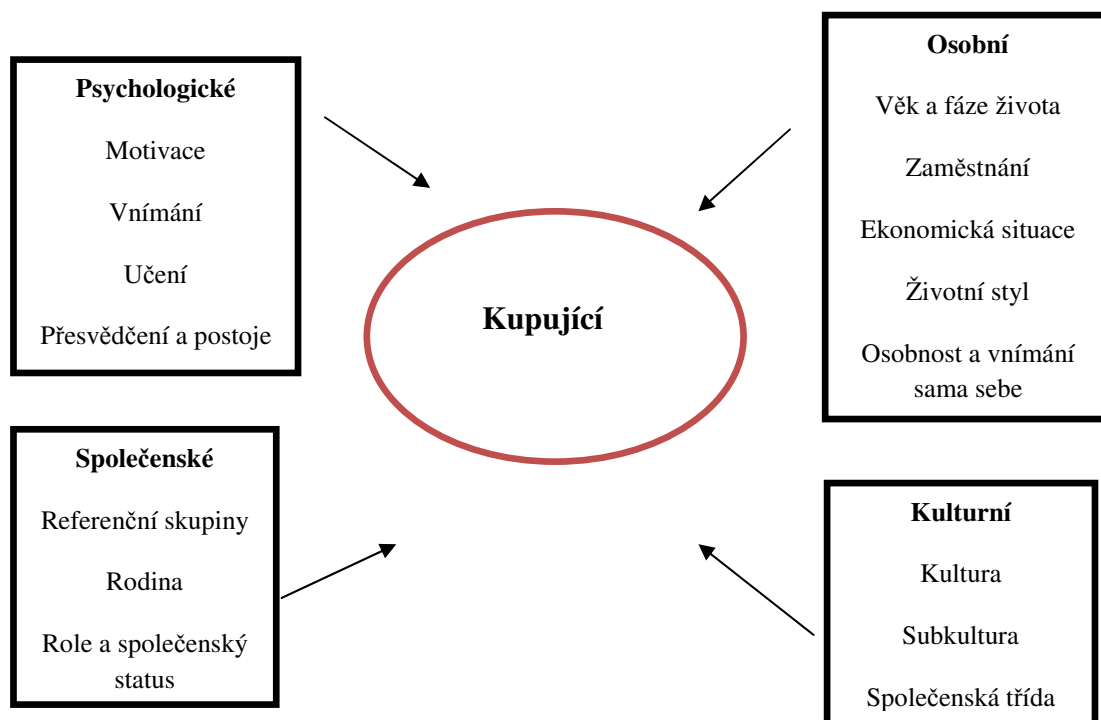 Psychologické
Motivace
Vnímání
Učení
Přesvědčení a postoje
Osobní
Věk a fáze života
Zaměstnání
Ekonomická situace
Životní styl
Osobnost a vnímání
sama sebe
Kupující
Společenské
Referenční skupiny
Rodina
Role a společenský
status
Kulturní
Kultura
Subkultura
Společenská třída